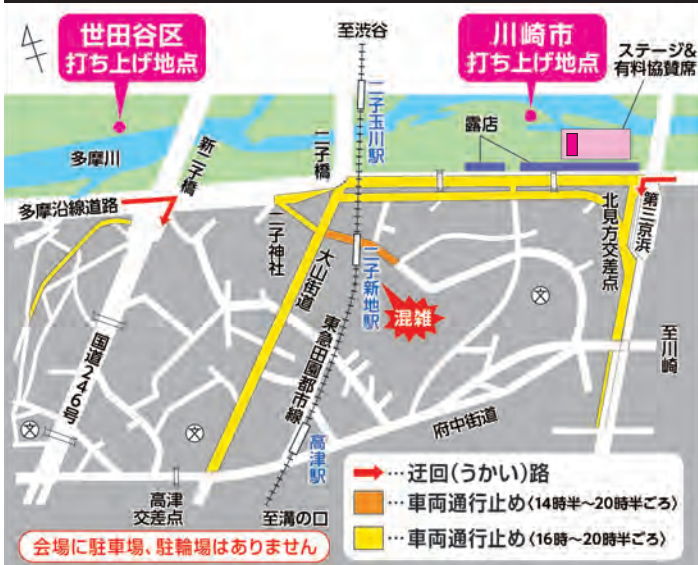 世田谷区
打ち上げ地点
至渋谷
川崎市
打ち上げ地点
ステージ&
有料協賛席
二子玉川駅
露店
多摩川
新二子橋
二子橋
多摩沿線道路
二子神社
大山街道
二子新地駅
混雑
北見方交差点
第三京浜
国道246号
東急田園都市線
至川崎
府中街道
高津駅
高津
交差点
至溝の口
会場に駐車場、駐輪場はありません
…迂回(うかい)路
…車両通行止め〈14時半～20時半ごろ〉
…車両通行止め〈16時～20時半ごろ〉